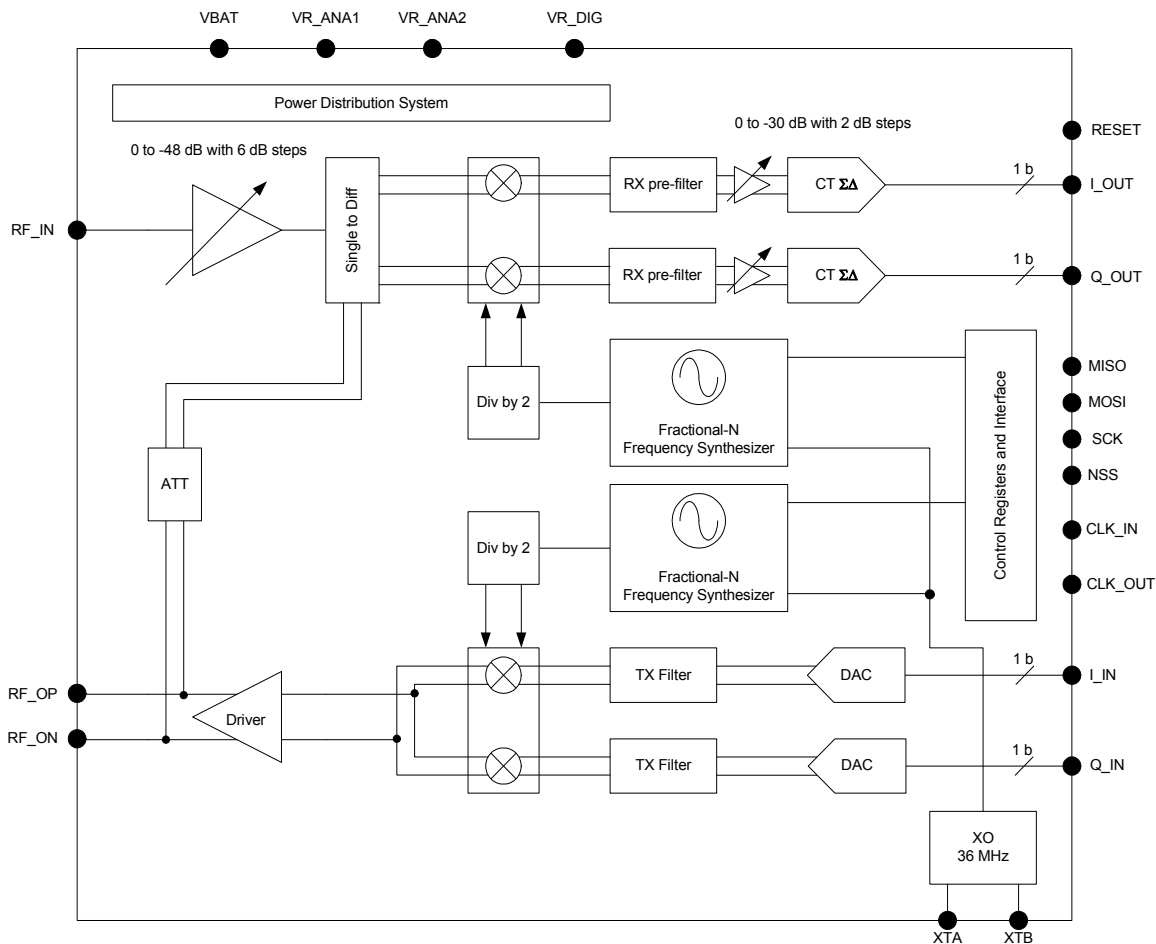 VBAT
VR_ANA1
VR_ANA2
VR_DIG
Power Distribution System
RESET
0 to -48 dB with 6 dB steps
0 to -30 dB with 2 dB steps
RF_IN
Single to Diff
RX pre-filter
CT ΣΔ
1 b
I_OUT
RX pre-filter
CT ΣΔ
1 b
Q_OUT
Div by 2
Fractional-N
Frequency Synthesizer
Control Registers and Interface
MISO
MOSI
SCK
NSS
CLK_IN
CLK_OUT
ATT
Div by 2
Fractional-N
Frequency Synthesizer
RF_OP
RF_ON
Driver
TX Filter
DAC
1 b
I_IN
TX Filter
DAC
1 b
Q_IN
XO
36 MHz
XTA
XTB